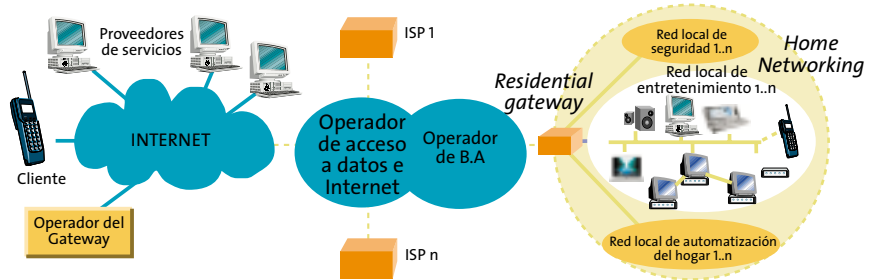 Proveedores
de servicios
INTERNET
Cliente
Operador del
Gateway
ISP 1
Operador
de acceso
a datos e
Internet
Operador
de B.A
ISP n
Residential
gateway
Red local de
seguridad 1..n
Home
Networking
Red local de
entretenimiento 1..n
Red local de automatización
del hogar 1..n